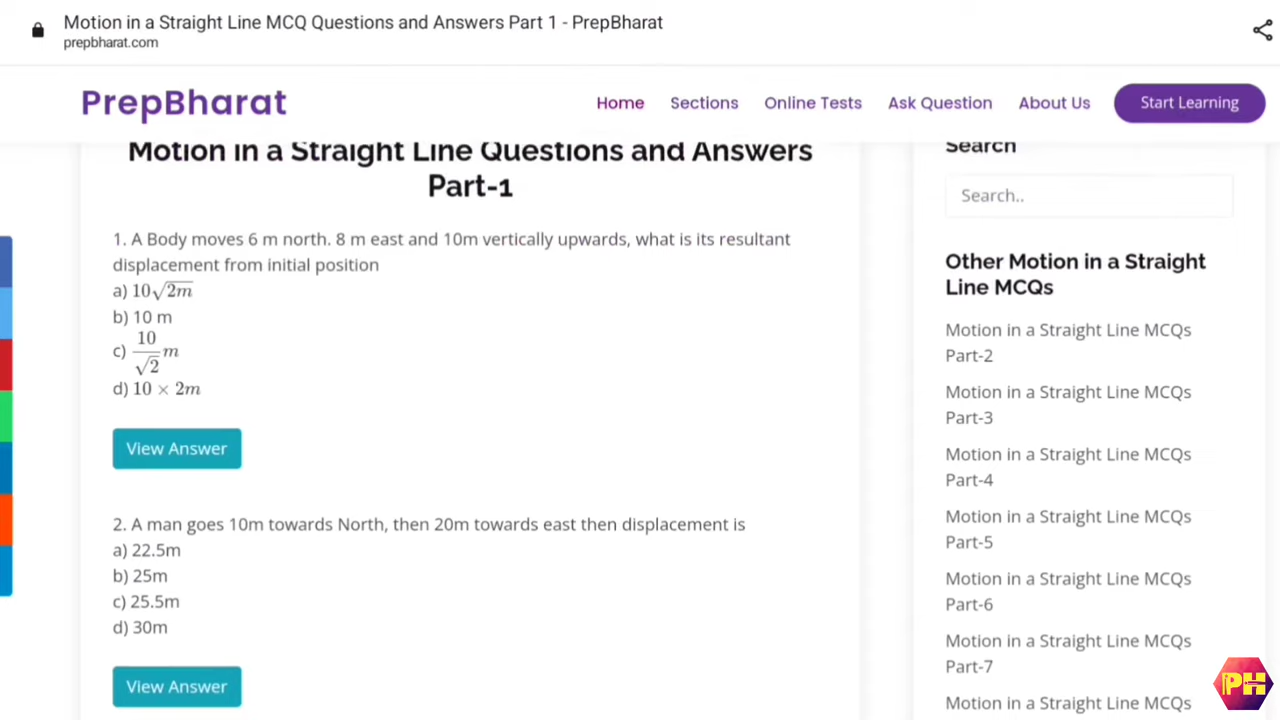 Motion in a Straight Line MCQ Questions and Answers Part 1 - PrepBharat
prepbharat.com
PrepBharat
Home
Sections
Online Tests
Ask Question
About Us
Start Learning
Motion in a Straight Line Questions and Answers
Part-1
1. A Body moves 6 m north. 8 m east and 10m vertically upwards, what is its resultant
displacement from initial position
a) 10√2m
b) 10 m
c) 10/√2 m
d) 10 × 2m
View Answer
2. A man goes 10m towards North, then 20m towards east then displacement is
a) 22.5m
b) 25m
c) 25.5m
d) 30m
View Answer
Search
Search..
Other Motion in a Straight
Line MCQs
Motion in a Straight Line MCQs
Part-2
Motion in a Straight Line MCQs
Part-3
Motion in a Straight Line MCQs
Part-4
Motion in a Straight Line MCQs
Part-5
Motion in a Straight Line MCQs
Part-6
Motion in a Straight Line MCQs
Part-7
Motion in a Straight Line MCQs
PH